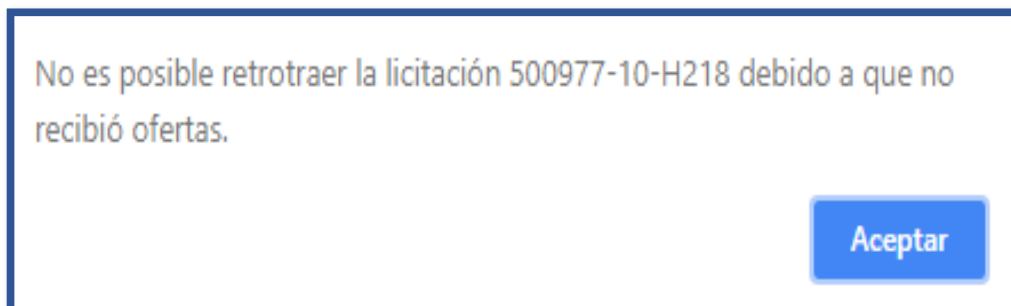 No es posible retrotraer la licitación 500977-10-H218 debido a que no
recibió ofertas.
Aceptar